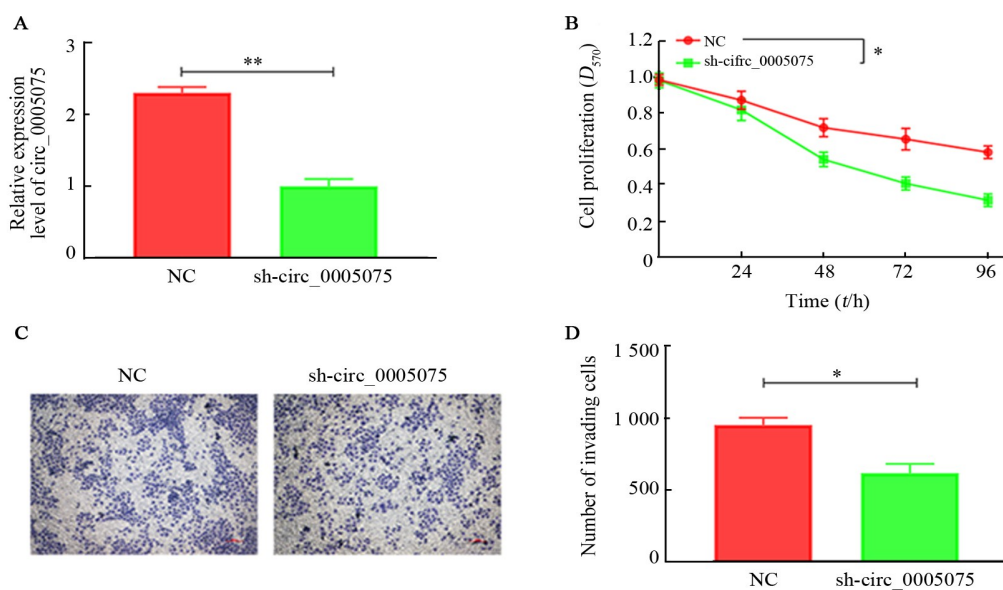 A
Relative expression
level of circ_0005075
3
2
1
0
**
NC
sh-circ_0005075
B
Cell proliferation (D570)
1.2
1.0
0.8
0.6
0.4
0.2
0
NC
sh-cifrc_0005075
*
24
48
72
96
Time (t/h)
C
NC
sh-circ_0005075
D
Number of invading cells
1 500
1 000
500
0
*
NC
sh-circ_0005075